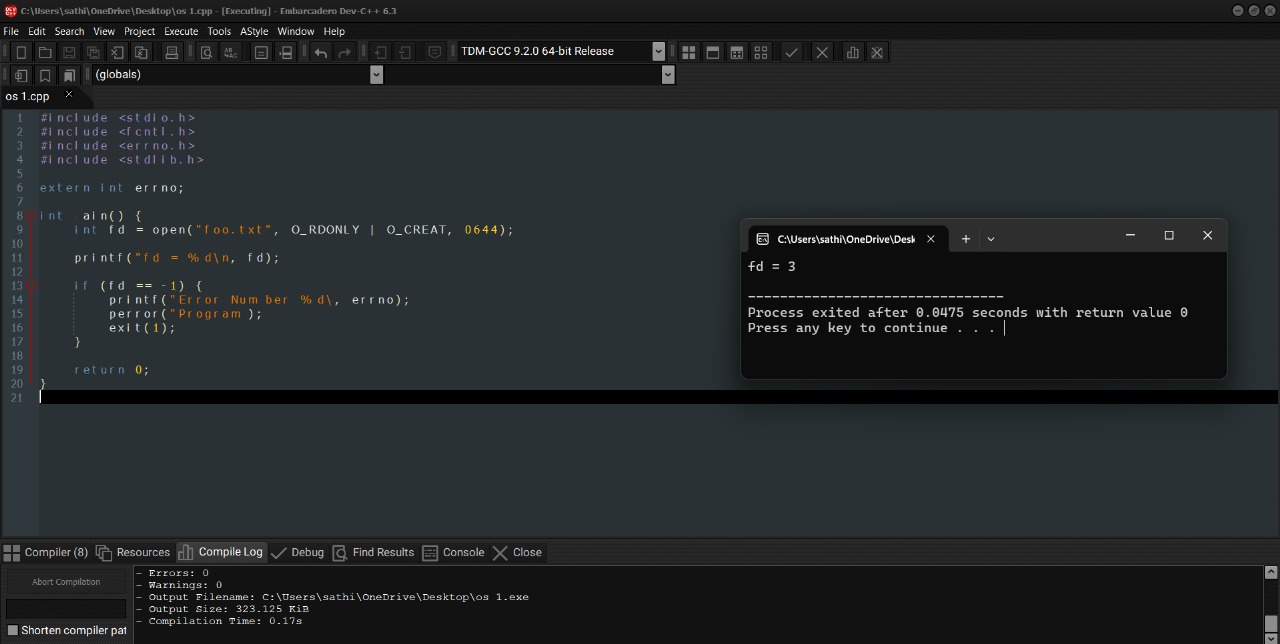 C:\Users\sathi\OneDrive\Desktop\os 1.cpp - [Executing] - Embarcadero Dev-C++ 6.3
File Edit Search View Project Execute Tools AStyle Window Help
TDM-GCC 9.2.0 64-bit Release
(globals)
os 1.cpp
1 #include <stdio.h>
2 #include <fcntl.h>
3 #include <errno.h>
4 #include <stdlib.h>
5
6 extern int errno;
7
8 int ain() {
9 int fd = open("foo.txt", O_RDONLY | O_CREAT, 0644);
10
11 printf("fd = %d\n, fd);
12
13 if (fd == -1) {
14 printf("Error Number %d\, errno);
15 perror("Program );
16 exit(1);
17 }
18
19 return 0;
20 }
21
C:\Users\sathi\OneDrive\Desk
fd = 3
--------------------------------
Process exited after 0.0475 seconds with return value 0
Press any key to continue . . .
Compiler (8) Resources Compile Log Debug Find Results Console Close
Abort Compilation
Shorten compiler pat
- Errors: 0
- Warnings: 0
- Output Filename: C:\Users\sathi\OneDrive\Desktop\os 1.exe
- Output Size: 323.125 KiB
- Compilation Time: 0.17s